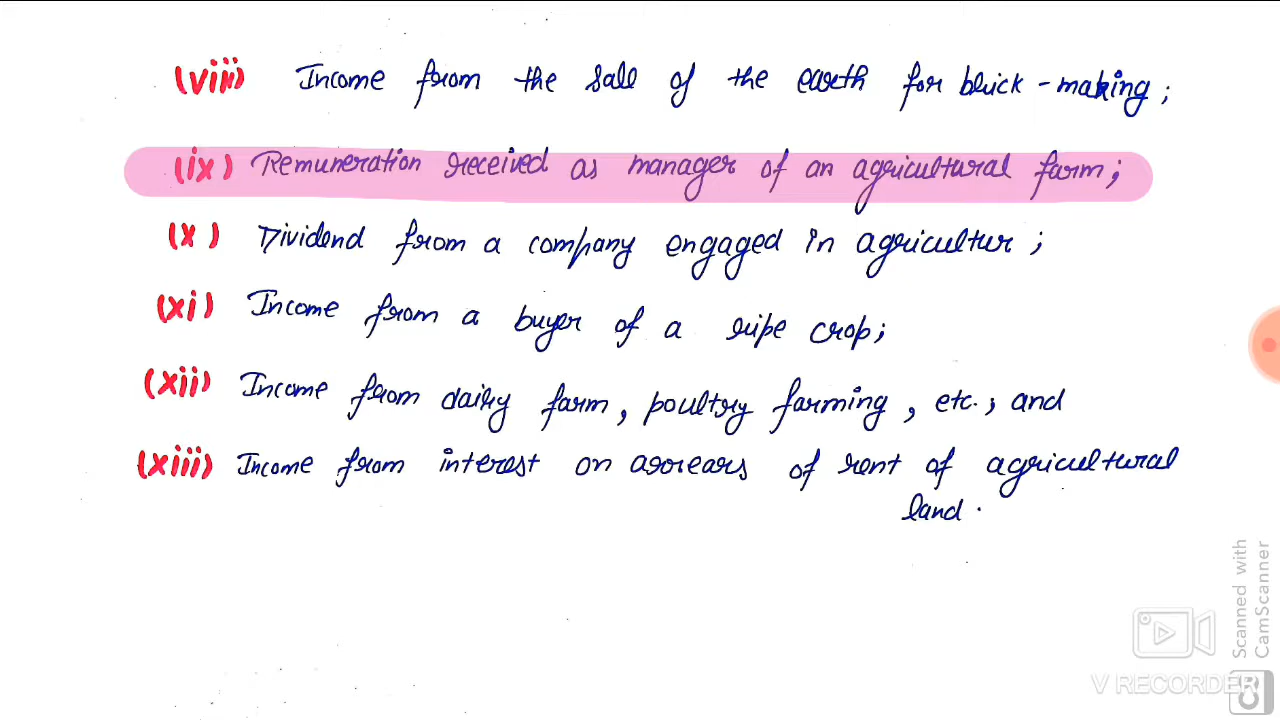 (viii) Income from the sale of the earth for brick-making;
(ix) Remuneration received as manager of an agricultural farm;
(x) Dividend from a company engaged in agricultur;
(xi) Income from a buyer of a ripe crop;
(xii) Income from dairy farm, poultry farming, etc.; and
(xiii) Income from interest on arrears of rent of agricultural
land.
Scanned with
CamScanner
V RECORDER